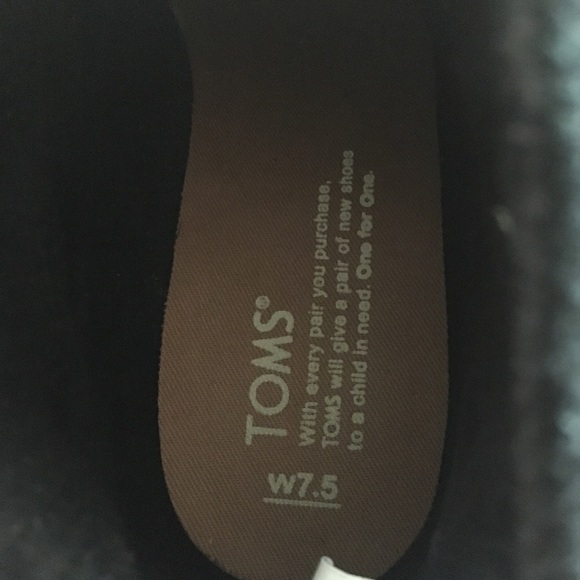 TOMS®
With every pair you purchase,
TOMS will give a pair of new shoes
to a child in need. One for One.
W7.5